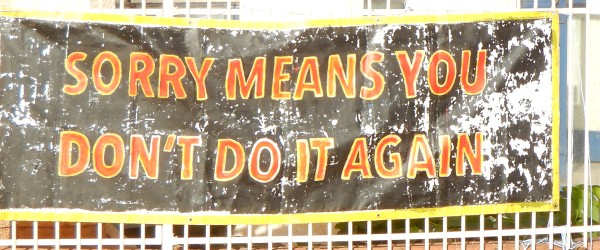 SORRY MEANS YOU
DON'T DO IT AGAIN